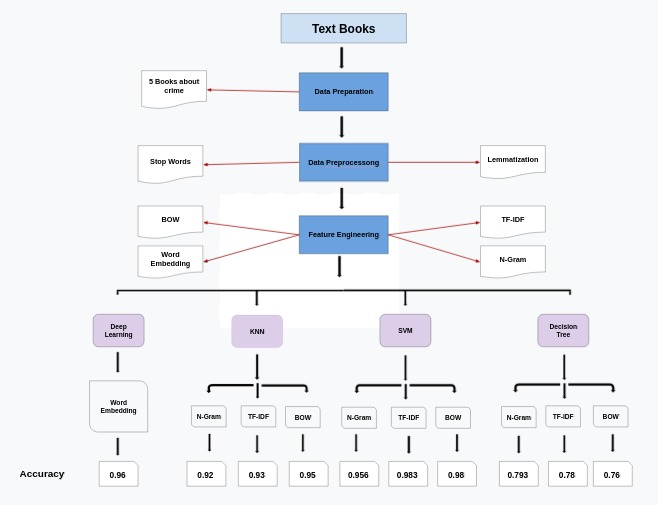 Text Books
5 Books about
crime
Data Preparation
Stop Words
Data Preprocessong
Lemmatization
BOW
TF-IDF
Feature Engineering
Word
Embedding
N-Gram
Deep
Learning
KNN
SVM
Decision
Tree
Word
Embedding
N-Gram
TF-IDF
BOW
N-Gram
TF-IDF
BOW
N-Gram
TF-IDF
BOW
Accuracy
0.96
0.92
0.93
0.95
0.956
0.983
0.98
0.793
0.78
0.76